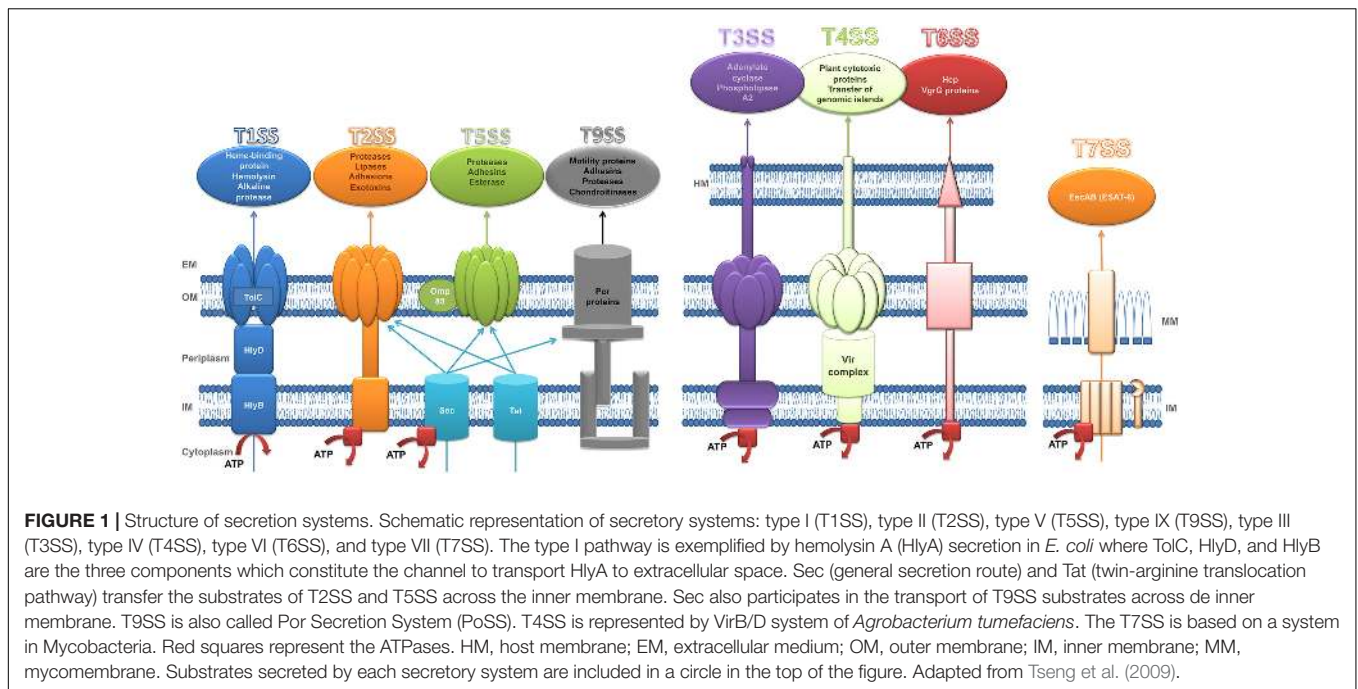 T1SS
Heme-binding
protein
Hemolysin
Alkaline
protease
T2SS
Proteases
Lipases
Adhesions
Exotoxins
T5SS
Proteases
Adhesins
Esterase
T9SS
Motility proteins
Adhesins
Proteases
Chondroitinases
T3SS
Adenylate
cyclase
Phospholipase
A2
T4SS
Plant cytotoxic
proteins
Transfer of
genomic islands
T6SS
Hcp
VgrG proteins
T7SS
EscAB (ESAT-6)
HM
EM
OM
Periplasm
IM
Cytoplasm
TolC
HlyD
HlyB
ATP
ATP
Omp
85
Sec
Tat
ATP
Por
proteins
ATP
Vir
complex
ATP
ATP
MM
IM
ATP
FIGURE 1 | Structure of secretion systems. Schematic representation of secretory systems: type I (T1SS), type II (T2SS), type V (T5SS), type IX (T9SS), type III
(T3SS), type IV (T4SS), type VI (T6SS), and type VII (T7SS). The type I pathway is exemplified by hemolysin A (HlyA) secretion in E. coli where TolC, HlyD, and HlyB
are the three components which constitute the channel to transport HlyA to extracellular space. Sec (general secretion route) and Tat (twin-arginine translocation
pathway) transfer the substrates of T2SS and T5SS across the inner membrane. Sec also participates in the transport of T9SS substrates across de inner
membrane. T9SS is also called Por Secretion System (PoSS). T4SS is represented by VirB/D system of Agrobacterium tumefaciens. The T7SS is based on a system
in Mycobacteria. Red squares represent the ATPases. HM, host membrane; EM, extracellular medium; OM, outer membrane; IM, inner membrane; MM,
mycomembrane. Substrates secreted by each secretory system are included in a circle in the top of the figure. Adapted from Tseng et al. (2009).